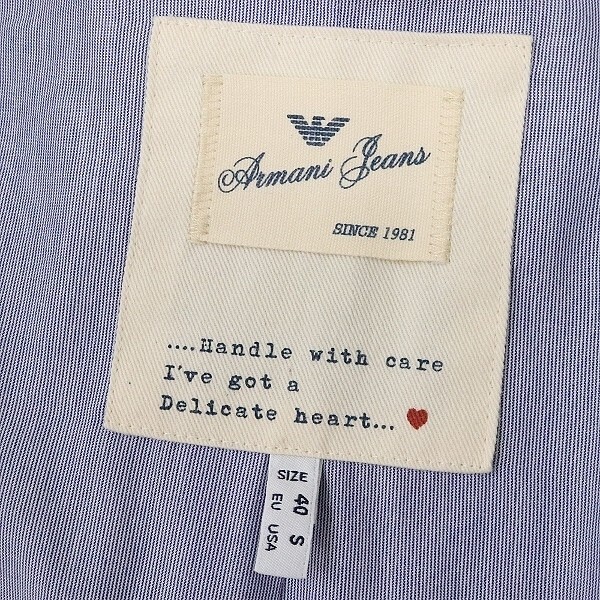 Armani Jeans
SINCE 1981
....Handle with care
I've got a
Delicate heart...
SIZE
40 S
EU USA